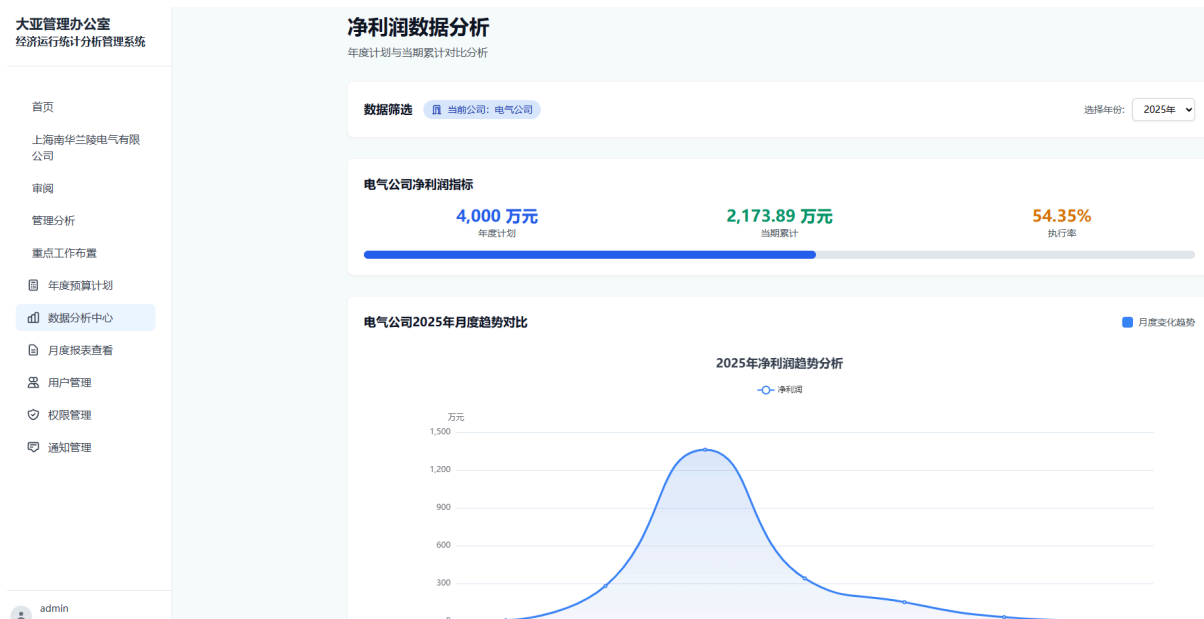 大亚管理办公室
经济运行统计分析管理系统
首页
上海南华兰陵电气有限
公司
审阅
管理分析
重点工作布置
年度预算计划
数据分析中心
月度报表查看
用户管理
权限管理
通知管理
admin
净利润数据分析
年度计划与当期累计对比分析
数据筛选
当前公司：电气公司
选择年份:
2025年
电气公司净利润指标
4,000 万元
年度计划
2,173.89 万元
当期累计
54.35%
执行率
电气公司2025年月度趋势对比
月度变化趋势
2025年净利润趋势分析
净利润
万元
1,500
1,200
900
600
300